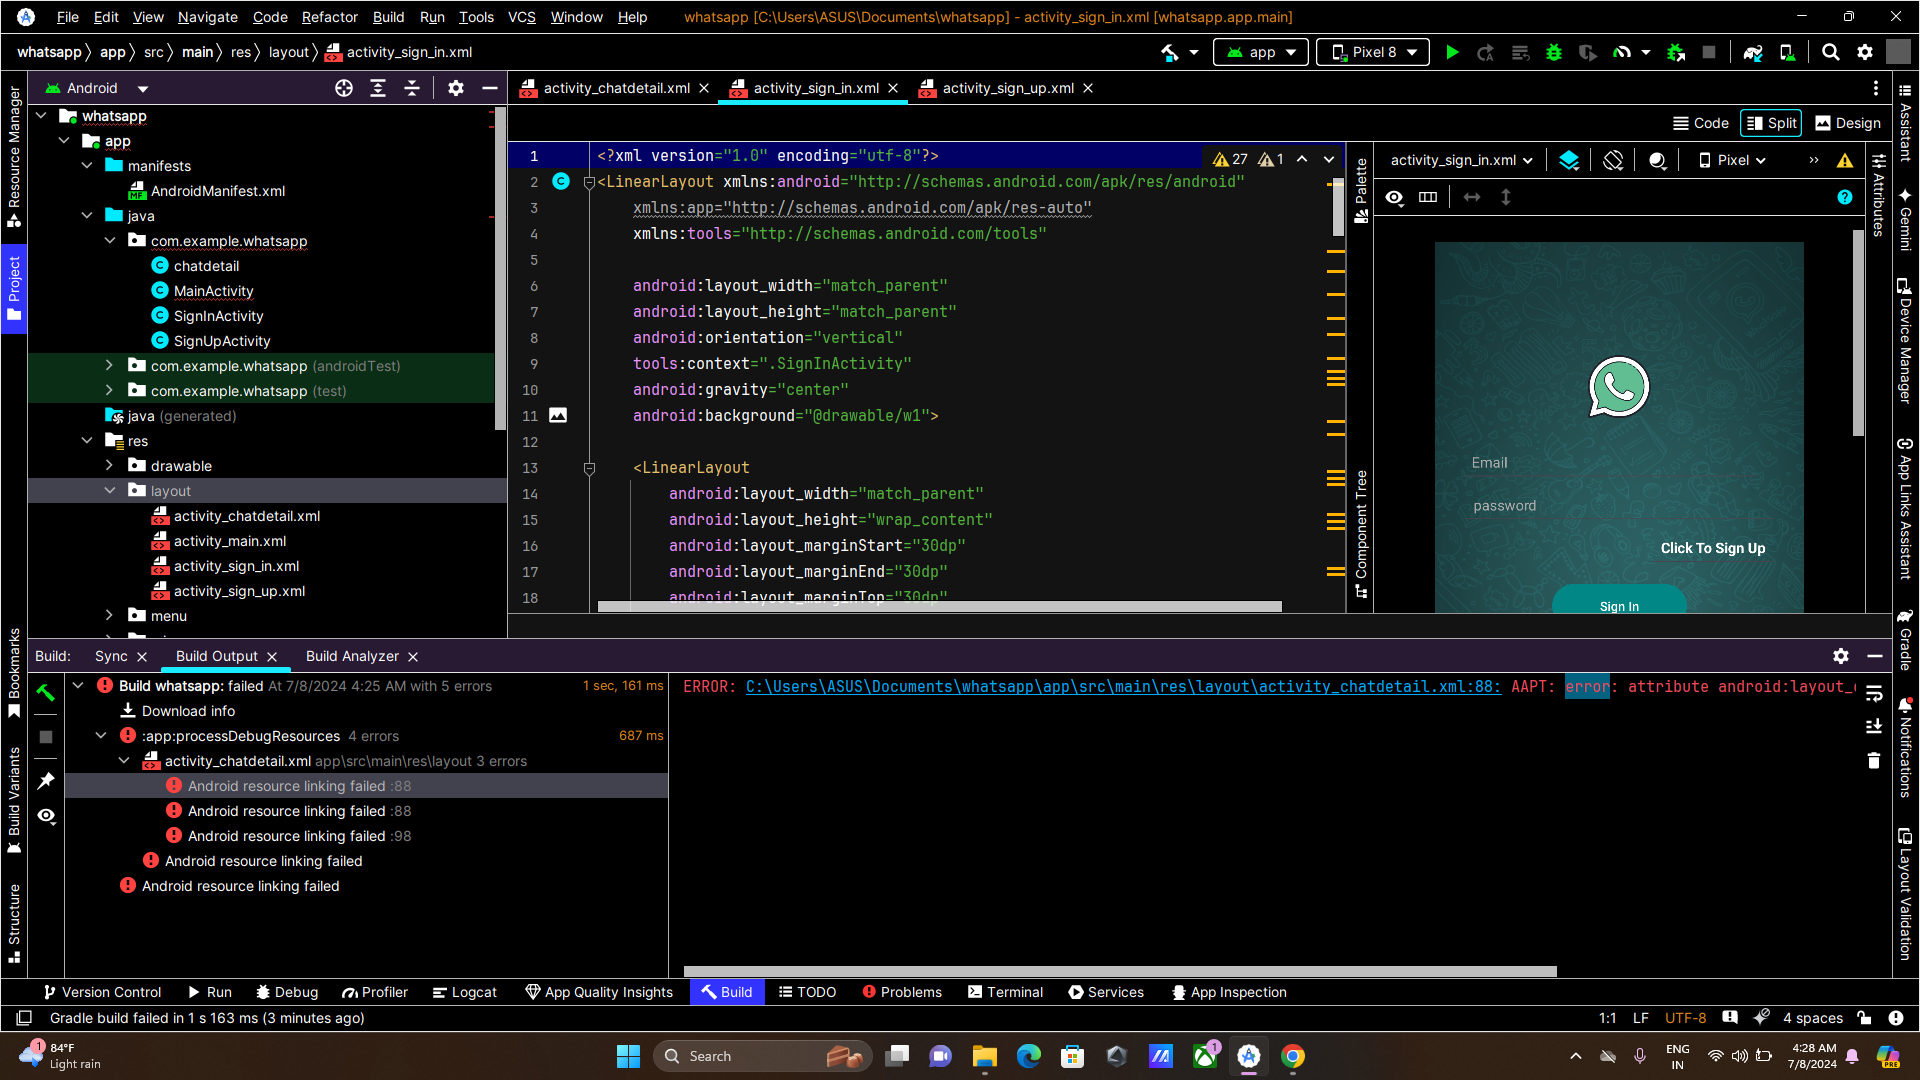 File Edit View Navigate Code Refactor Build Run Tools VCS Window Help whatsapp [C:\Users\ASUS\Documents\whatsapp] - activity_sign_in.xml [whatsapp.app.main]
whatsapp app src main res layout activity_sign_in.xml app Pixel 8
Android
activity_chatdetail.xml activity_sign_in.xml activity_sign_up.xml
Code Split Design
Resource Manager
Project
Bookmarks
Build Variants
Structure
whatsapp
app
manifests
AndroidManifest.xml
java
com.example.whatsapp
chatdetail
MainActivity
SignInActivity
SignUpActivity
com.example.whatsapp (androidTest)
com.example.whatsapp (test)
java (generated)
res
drawable
layout
activity_chatdetail.xml
activity_main.xml
activity_sign_in.xml
activity_sign_up.xml
menu
27 1
1 <?xml version="1.0" encoding="utf-8"?>
2 <LinearLayout xmlns:android="http://schemas.android.com/apk/res/android"
3 xmlns:app="http://schemas.android.com/apk/res-auto"
4 xmlns:tools="http://schemas.android.com/tools"
5
6 android:layout_width="match_parent"
7 android:layout_height="match_parent"
8 android:orientation="vertical"
9 tools:context=".SignInActivity"
10 android:gravity="center"
11 android:background="@drawable/w1">
12
13 <LinearLayout
14 android:layout_width="match_parent"
15 android:layout_height="wrap_content"
16 android:layout_marginStart="30dp"
17 android:layout_marginEnd="30dp"
18 android:layout_marginTop="30dp"
Palette
Component Tree
activity_sign_in.xml Pixel
Email
password
Click To Sign Up
Sign In
Attributes
Assistant
Gemini
Device Manager
App Links Assistant
Gradle
Notifications
Layout Validation
Build: Sync Build Output Build Analyzer
Build whatsapp: failed At 7/8/2024 4:25 AM with 5 errors 1 sec, 161 ms
Download info
:app:processDebugResources 4 errors 687 ms
activity_chatdetail.xml app\src\main\res\layout 3 errors
Android resource linking failed :88
Android resource linking failed :88
Android resource linking failed :98
Android resource linking failed
Android resource linking failed
ERROR: C:\Users\ASUS\Documents\whatsapp\app\src\main\res\layout\activity_chatdetail.xml:88: AAPT: error: attribute android:layout_
Version Control Run Debug Profiler Logcat App Quality Insights Build TODO Problems Terminal Services App Inspection
Gradle build failed in 1 s 163 ms (3 minutes ago) 1:1 LF UTF-8 4 spaces
1 84°F
Light rain
Search
1
ENG
IN
4:28 AM
7/8/2024
PRE